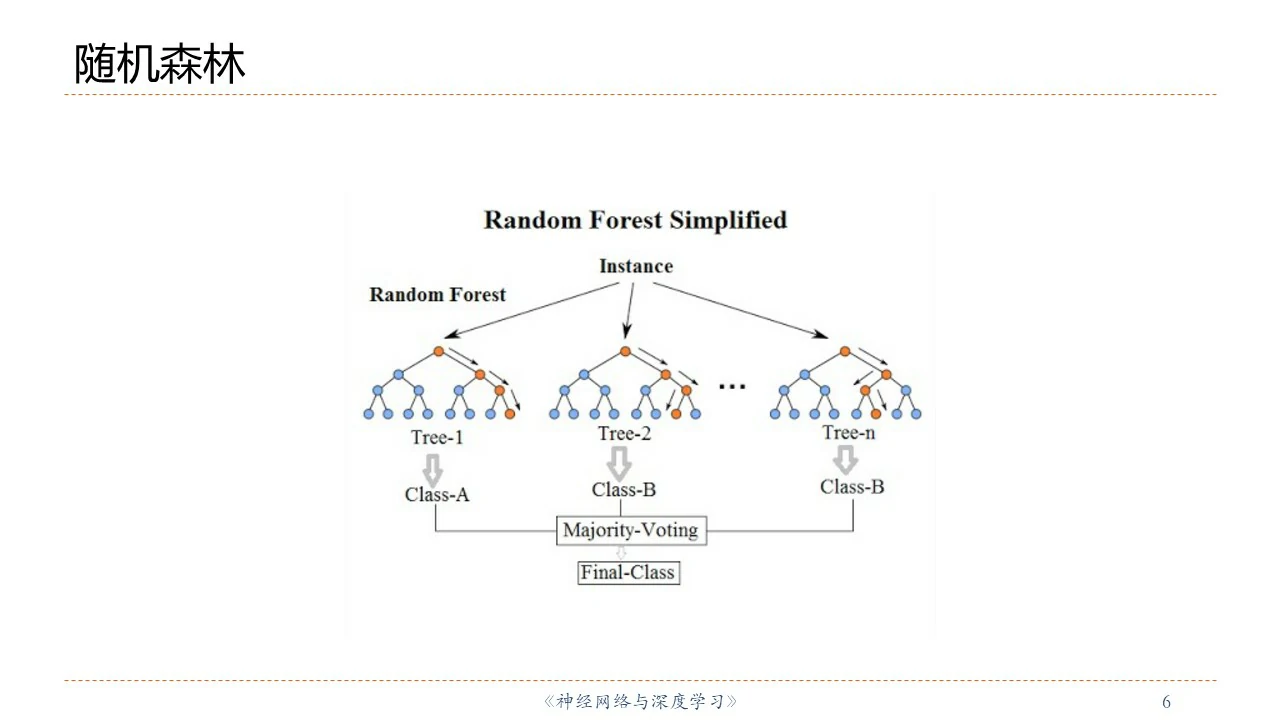 随机森林
Random Forest Simplified
Instance
Random Forest
...
Tree-1
Tree-2
Tree-n
Class-A
Class-B
Class-B
Majority-Voting
Final-Class
《神经网络与深度学习》
6